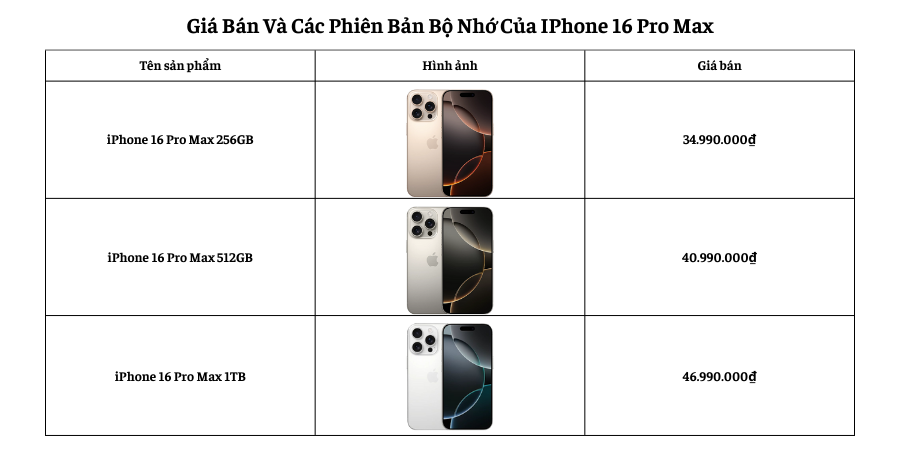 Giá Bán Và Các Phiên Bản Bộ Nhớ Của IPhone 16 Pro Max
Tên sản phẩm Hình ảnh Giá bán
iPhone 16 Pro Max 256GB 34.990.000₫
iPhone 16 Pro Max 512GB 40.990.000₫
iPhone 16 Pro Max 1TB 46.990.000₫